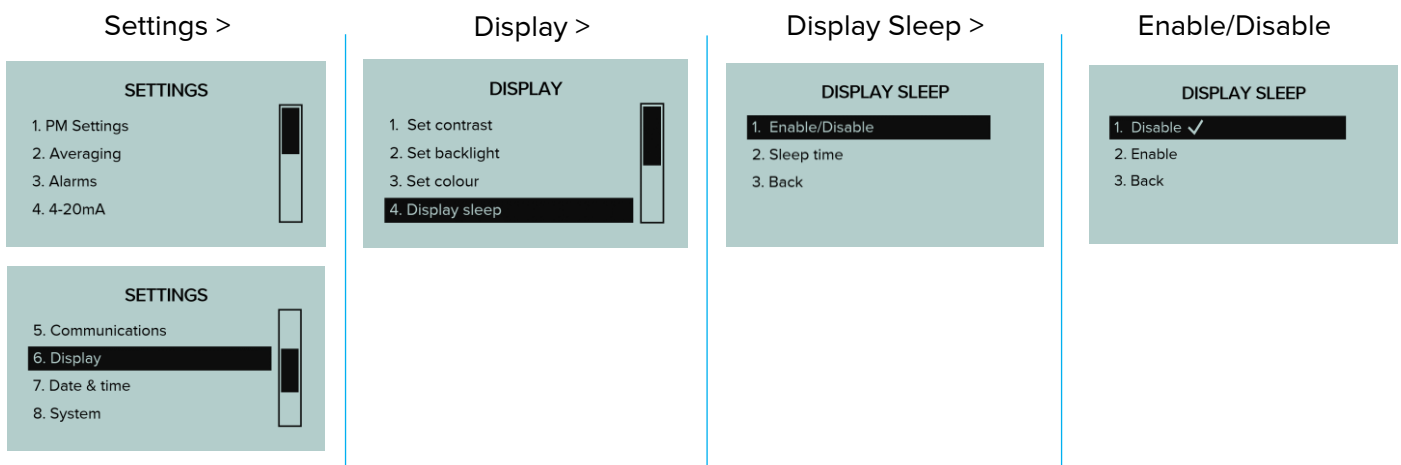 Settings >
SETTINGS
1. PM Settings
2. Averaging
3. Alarms
4. 4-20mA
SETTINGS
5. Communications
6. Display
7. Date & time
8. System
Display >
DISPLAY
1. Set contrast
2. Set backlight
3. Set colour
4. Display sleep
Display Sleep >
DISPLAY SLEEP
1. Enable/Disable
2. Sleep time
3. Back
Enable/Disable
DISPLAY SLEEP
1. Disable ✓
2. Enable
3. Back